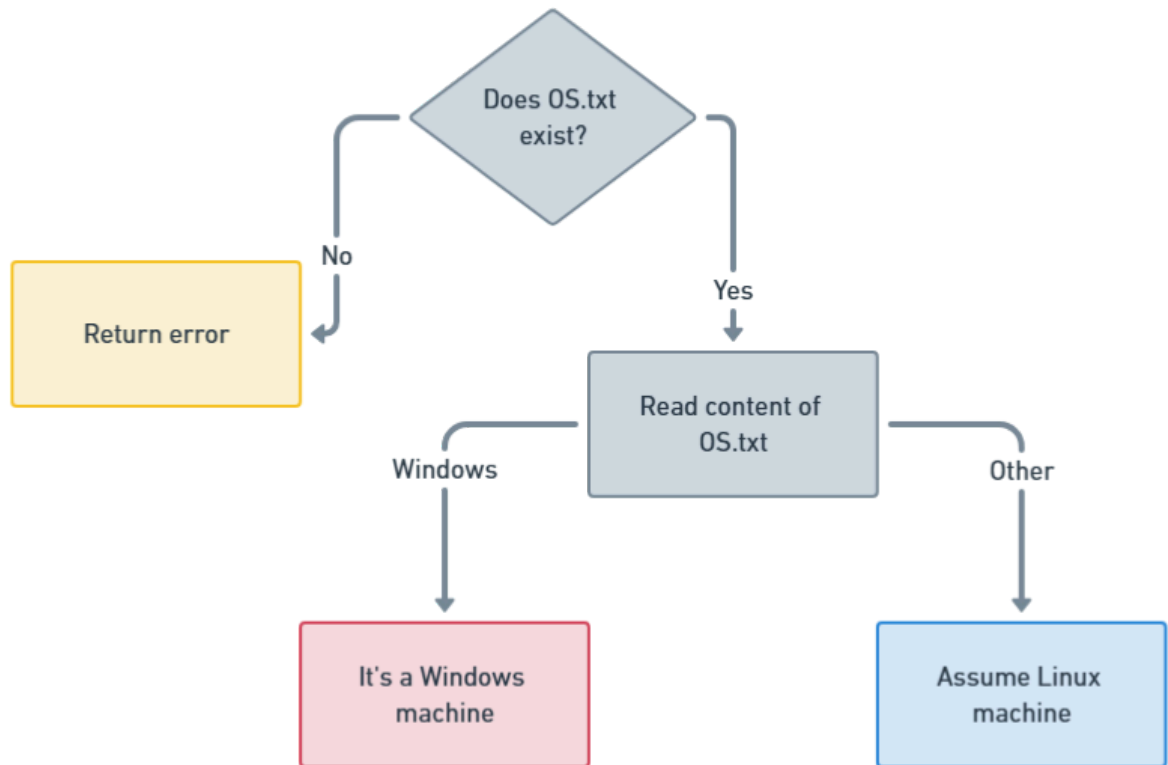 Does OS.txt
exist?
No
Yes
Return error
Read content of
OS.txt
Windows
Other
It's a Windows
machine
Assume Linux
machine